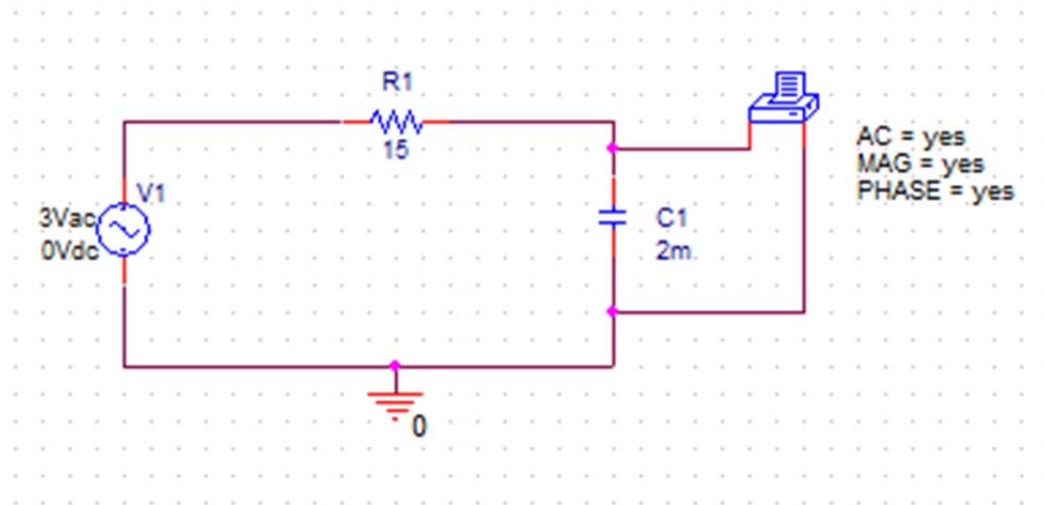 R1
15
AC = yes
MAG = yes
PHASE = yes
V1
3Vac
0Vdc
C1
2m
0